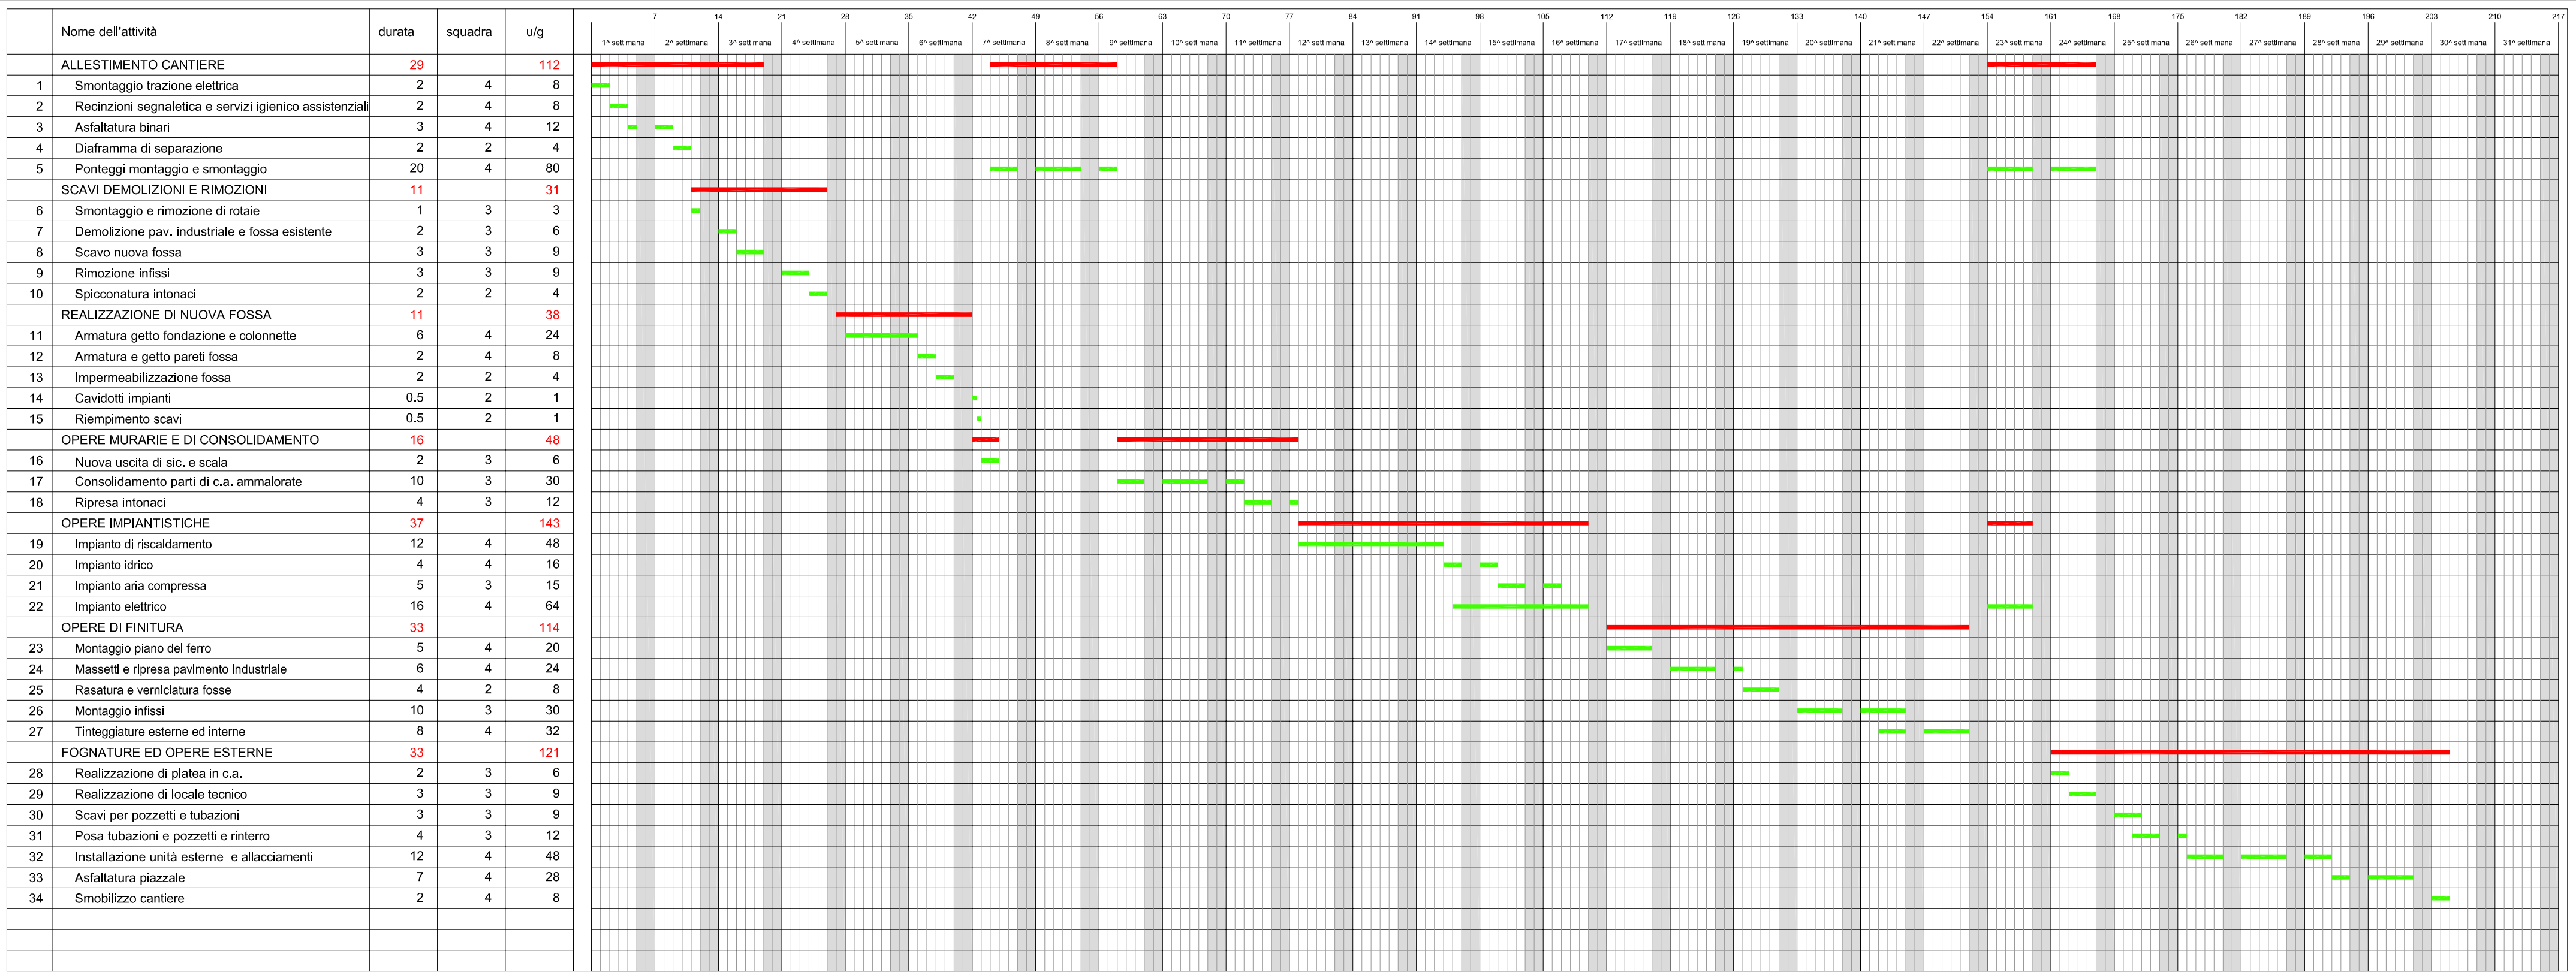 7 14 21 28 35 42 49 56 63 70 77 84 91 98 105 112 119 126 133 140 147 154 161 168 175 182 189 196 203 210 217
Nome dell'attività durata squadra u/g
1^ settimana 2^ settimana 3^ settimana 4^ settimana 5^ settimana 6^ settimana 7^ settimana 8^ settimana 9^ settimana 10^ settimana 11^ settimana 12^ settimana 13^ settimana 14^ settimana 15^ settimana 16^ settimana 17^ settimana 18^ settimana 19^ settimana 20^ settimana 21^ settimana 22^ settimana 23^ settimana 24^ settimana 25^ settimana 26^ settimana 27^ settimana 28^ settimana 29^ settimana 30^ settimana 31^ settimana
ALLESTIMENTO CANTIERE 29 112
1 Smontaggio trazione elettrica 2 4 8
2 Recinzioni segnaletica e servizi igienico assistenziali 2 4 8
3 Asfaltatura binari 3 4 12
4 Diaframma di separazione 2 2 4
5 Ponteggi montaggio e smontaggio 20 4 80
SCAVI DEMOLIZIONI E RIMOZIONI 11 31
6 Smontaggio e rimozione di rotaie 1 3 3
7 Demolizione pav. industriale e fossa esistente 2 3 6
8 Scavo nuova fossa 3 3 9
9 Rimozione infissi 3 3 9
10 Spicconatura intonaci 2 2 4
REALIZZAZIONE DI NUOVA FOSSA 11 38
11 Armatura getto fondazione e colonnette 6 4 24
12 Armatura e getto pareti fossa 2 4 8
13 Impermeabilizzazione fossa 2 2 4
14 Cavidotti impianti 0.5 2 1
15 Riempimento scavi 0.5 2 1
OPERE MURARIE E DI CONSOLIDAMENTO 16 48
16 Nuova uscita di sic. e scala 2 3 6
17 Consolidamento parti di c.a. ammalorate 10 3 30
18 Ripresa intonaci 4 3 12
OPERE IMPIANTISTICHE 37 143
19 Impianto di riscaldamento 12 4 48
20 Impianto idrico 4 4 16
21 Impianto aria compressa 5 3 15
22 Impianto elettrico 16 4 64
OPERE DI FINITURA 33 114
23 Montaggio piano del ferro 5 4 20
24 Massetti e ripresa pavimento industriale 6 4 24
25 Rasatura e verniciatura fosse 4 2 8
26 Montaggio infissi 10 3 30
27 Tinteggiature esterne ed interne 8 4 32
FOGNATURE ED OPERE ESTERNE 33 121
28 Realizzazione di platea in c.a. 2 3 6
29 Realizzazione di locale tecnico 3 3 9
30 Scavi per pozzetti e tubazioni 3 3 9
31 Posa tubazioni e pozzetti e rinterro 4 3 12
32 Installazione unità esterne e allacciamenti 12 4 48
33 Asfaltatura piazzale 7 4 28
34 Smobilizzo cantiere 2 4 8